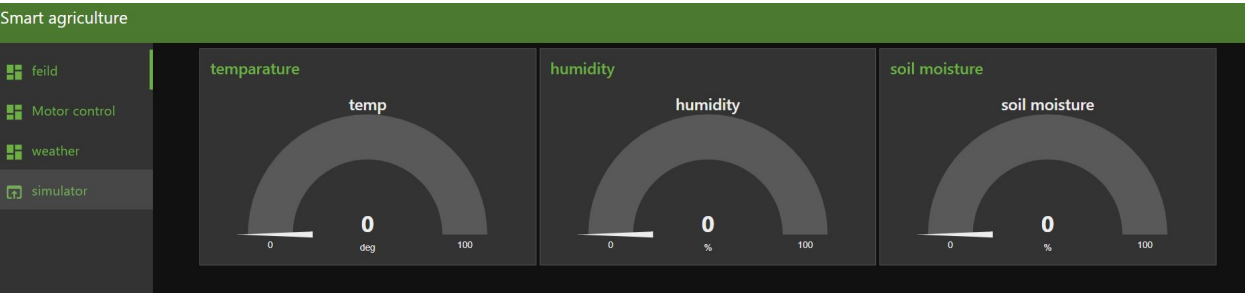 Smart agriculture
feild
Motor control
weather
simulator
temparature
temp
0
deg
0
100
humidity
humidity
0
%
0
100
soil moisture
soil moisture
0
%
0
100